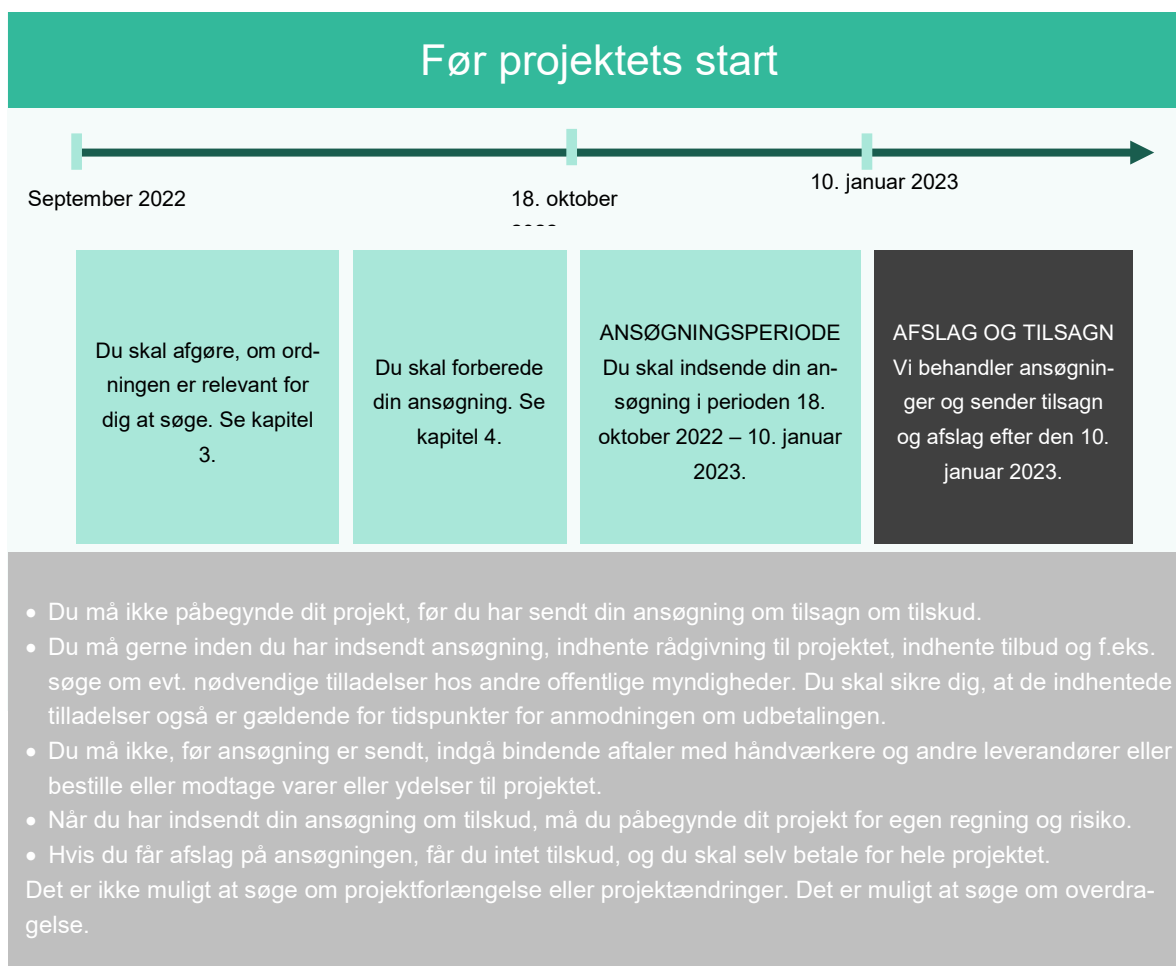 Før projektets start
September 2022
18. oktober
10. januar 2023
Du skal afgøre, om ord-
ningen er relevant for
dig at søge. Se kapitel
3.
Du skal forberede
din ansøgning. Se
kapitel 4.
ANSØGNINGSPERIODE
Du skal indsende din an-
søgning i perioden 18.
oktober 2022 – 10. januar
2023.
AFSLAG OG TILSAGN
Vi behandler ansøgnin-
ger og sender tilsagn
og afslag efter den 10.
januar 2023.
• Du må ikke påbegynde dit projekt, før du har sendt din ansøgning om tilsagn om tilskud.
• Du må gerne inden du har indsendt ansøgning, indhente rådgivning til projektet, indhente tilbud og f.eks.
søge om evt. nødvendige tilladelser hos andre offentlige myndigheder. Du skal sikre dig, at de indhentede
tilladelser også er gældende for tidspunkter for anmodningen om udbetalingen.
• Du må ikke, før ansøgning er sendt, indgå bindende aftaler med håndværkere og andre leverandører eller
bestille eller modtage varer eller ydelser til projektet.
• Når du har indsendt din ansøgning om tilskud, må du påbegynde dit projekt for egen regning og risiko.
• Hvis du får afslag på ansøgningen, får du intet tilskud, og du skal selv betale for hele projektet.
Det er ikke muligt at søge om projektforlængelse eller projektændringer. Det er muligt at søge om overdra-
gelse.